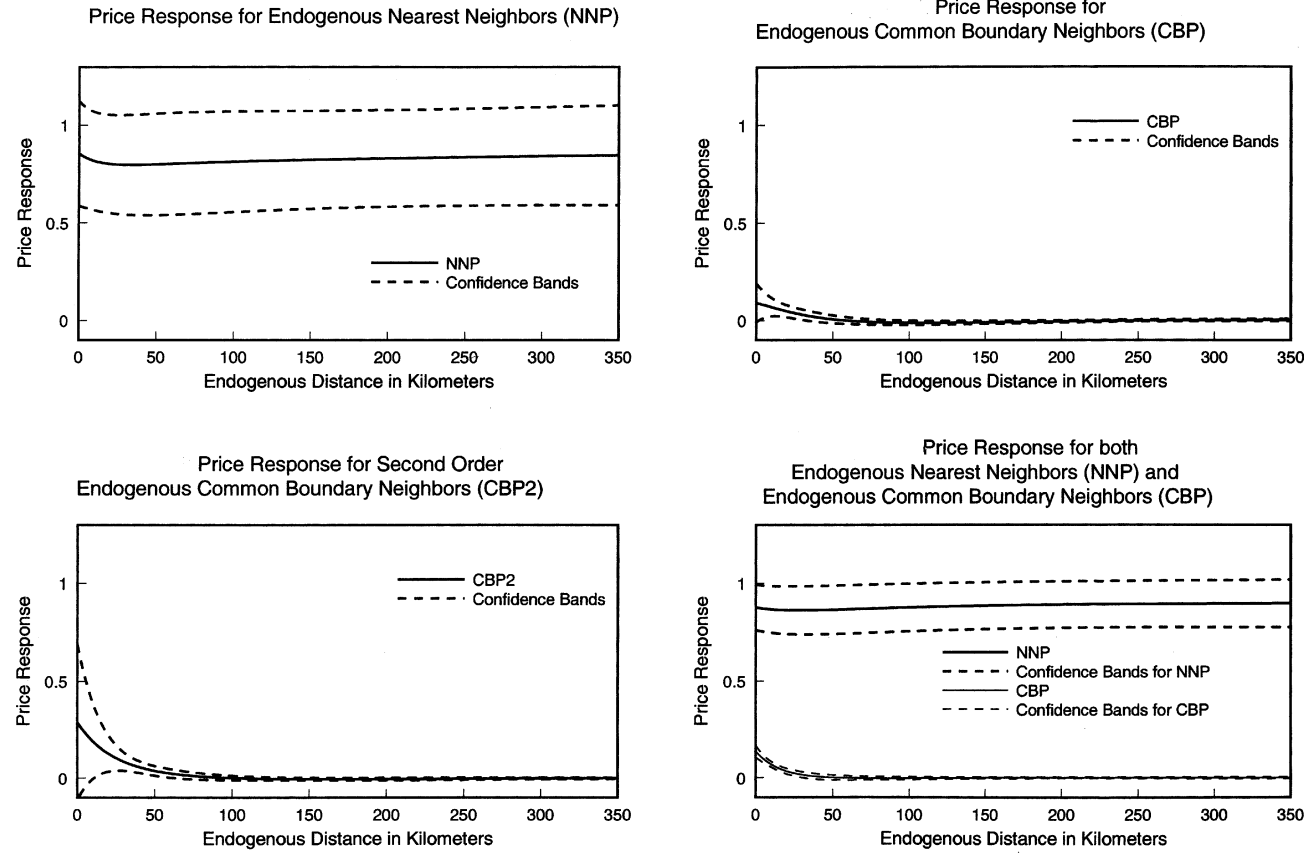 Price Response for Endogenous Nearest Neighbors (NNP)
Price Response
1
0.5
0
NNP
Confidence Bands
0 50 100 150 200 250 300 350
Endogenous Distance in Kilometers
Price Response for
Endogenous Common Boundary Neighbors (CBP)
Price Response
1
0.5
0
CBP
Confidence Bands
0 50 100 150 200 250 300 350
Endogenous Distance in Kilometers
Price Response for Second Order
Endogenous Common Boundary Neighbors (CBP2)
Price Response
1
0.5
0
CBP2
Confidence Bands
0 50 100 150 200 250 300 350
Endogenous Distance in Kilometers
Price Response for both
Endogenous Nearest Neighbors (NNP) and
Endogenous Common Boundary Neighbors (CBP)
Price Response
1
0.5
0
NNP
Confidence Bands for NNP
CBP
Confidence Bands for CBP
0 50 100 150 200 250 300 350
Endogenous Distance in Kilometers